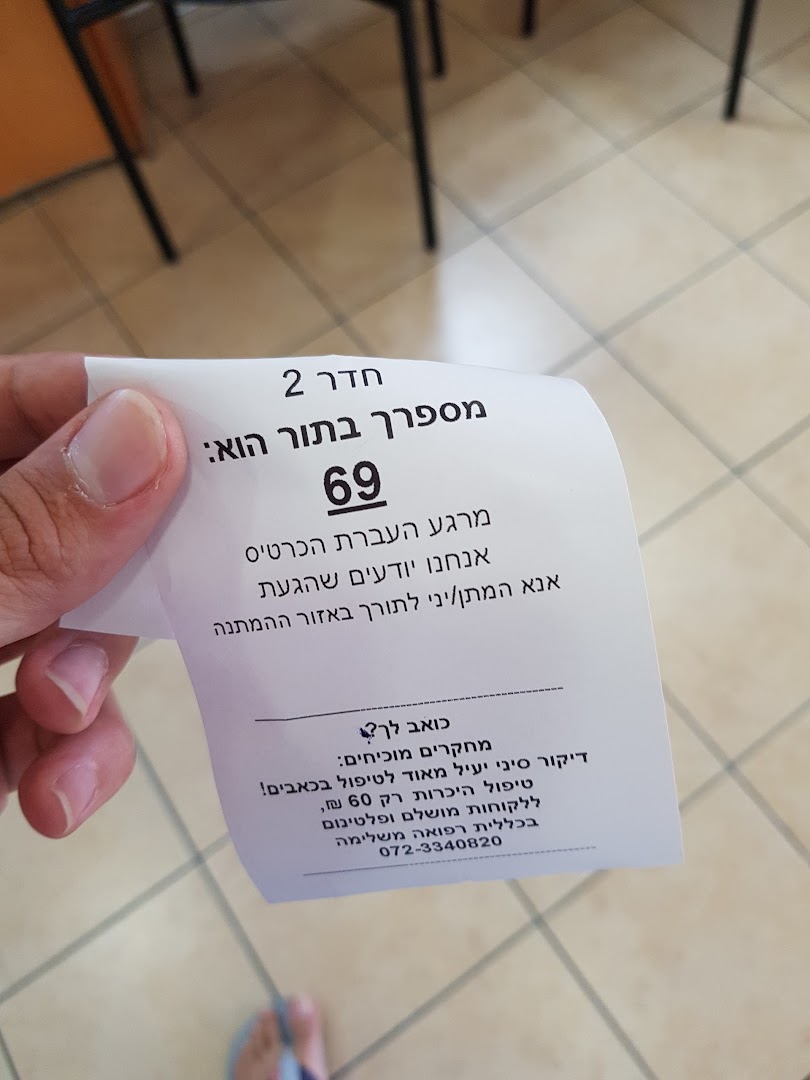 חדר 2
מספרך בתור הוא:
69
מרגע העברת הכרטיס
אנחנו יודעים שהגעת
אנא המתן/יני לתורך באזור ההמתנה
כואב לך?
מחקרים מוכיחים:
דיקור סיני יעיל מאוד לטיפול בכאבים!
טיפול היכרות רק 60 ₪,
ללקוחות מושלם ופלטינום
בכללית רפואה משלימה
072-3340820